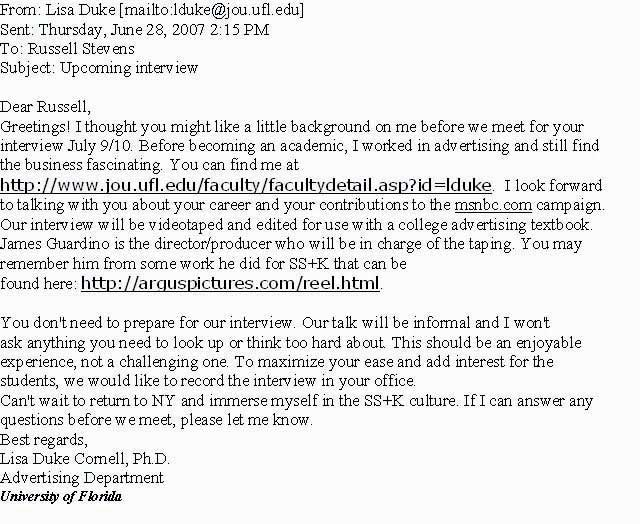 From: Lisa Duke [mailto:lduke@jou.ufl.edu]
Sent: Thursday, June 28, 2007 2:15 PM
To: Russell Stevens
Subject: Upcoming interview
Dear Russell,
Greetings! I thought you might like a little background on me before we meet for your
interview July 9/10. Before becoming an academic, I worked in advertising and still find
the business fascinating. You can find me at
http://www.jou.ufl.edu/faculty/facultydetail.asp?id=lduke. I look forward
to talking with you about your career and your contributions to the msnbc.com campaign.
Our interview will be videotaped and edited for use with a college advertising textbook.
James Guardino is the director/producer who will be in charge of the taping. You may
remember him from some work he did for SS+K that can be
found here: http://arguspictures.com/reel.html.
You don't need to prepare for our interview. Our talk will be informal and I won't
ask anything you need to look up or think too hard about. This should be an enjoyable
experience, not a challenging one. To maximize your ease and add interest for the
students, we would like to record the interview in your office.
Can't wait to return to NY and immerse myself in the SS+K culture. If I can answer any
questions before we meet, please let me know.
Best regards,
Lisa Duke Cornell, Ph.D.
Advertising Department
University of Florida